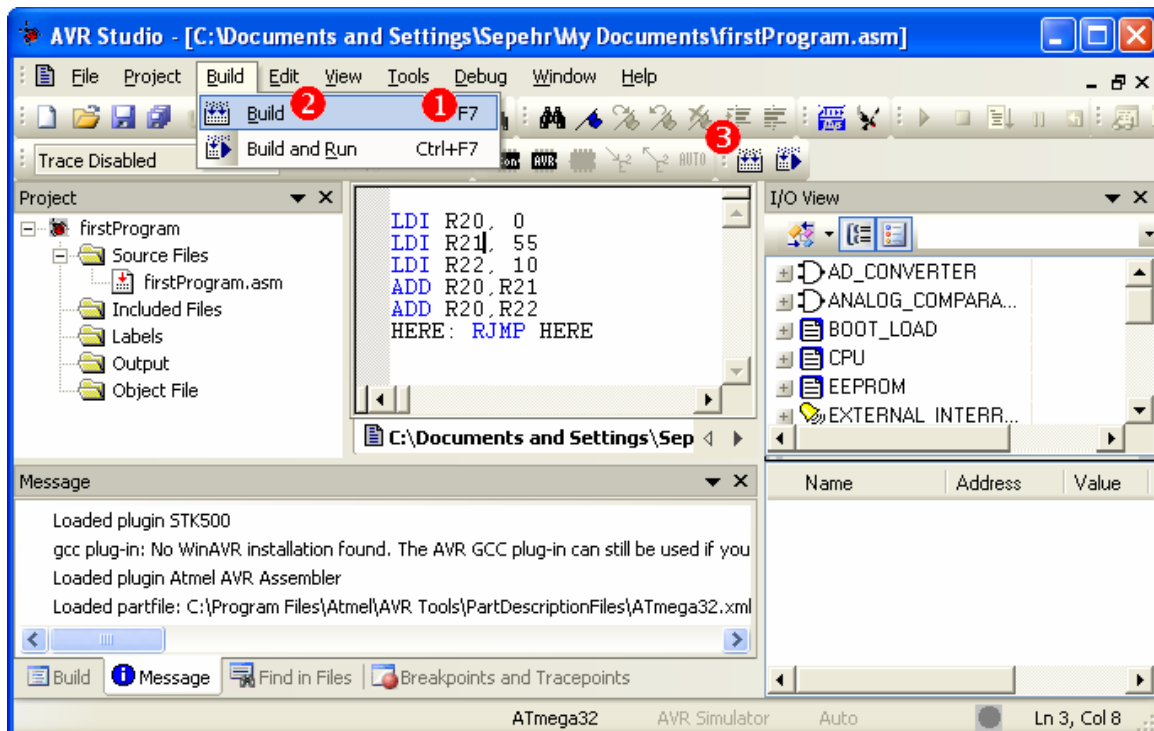 AVR Studio - [C:\Documents and Settings\Sepehr\My Documents\firstProgram.asm]
File Project Build Edit View Tools Debug Window Help
Build 2 1 F7
3
Build and Run Ctrl+F7
Trace Disabled
AVR
AUTO
Project
firstProgram
Source Files
firstProgram.asm
Included Files
Labels
Output
Object File
LDI R20, 0
LDI R21, 55
LDI R22, 10
ADD R20,R21
ADD R20,R22
HERE: RJMP HERE
C:\Documents and Settings\Sep
I/O View
AD_CONVERTER
ANALOG_COMPARA...
BOOT_LOAD
CPU
EEPROM
EXTERNAL INTERR...
Message
Loaded plugin STK500
gcc plug-in: No WinAVR installation found. The AVR GCC plug-in can still be used if you
Loaded plugin Atmel AVR Assembler
Loaded partfile: C:\Program Files\Atmel\AVR Tools\PartDescriptionFiles\ATmega32.xml
Build Message Find in Files Breakpoints and Tracepoints
Name Address Value
ATmega32 AVR Simulator Auto Ln 3, Col 8